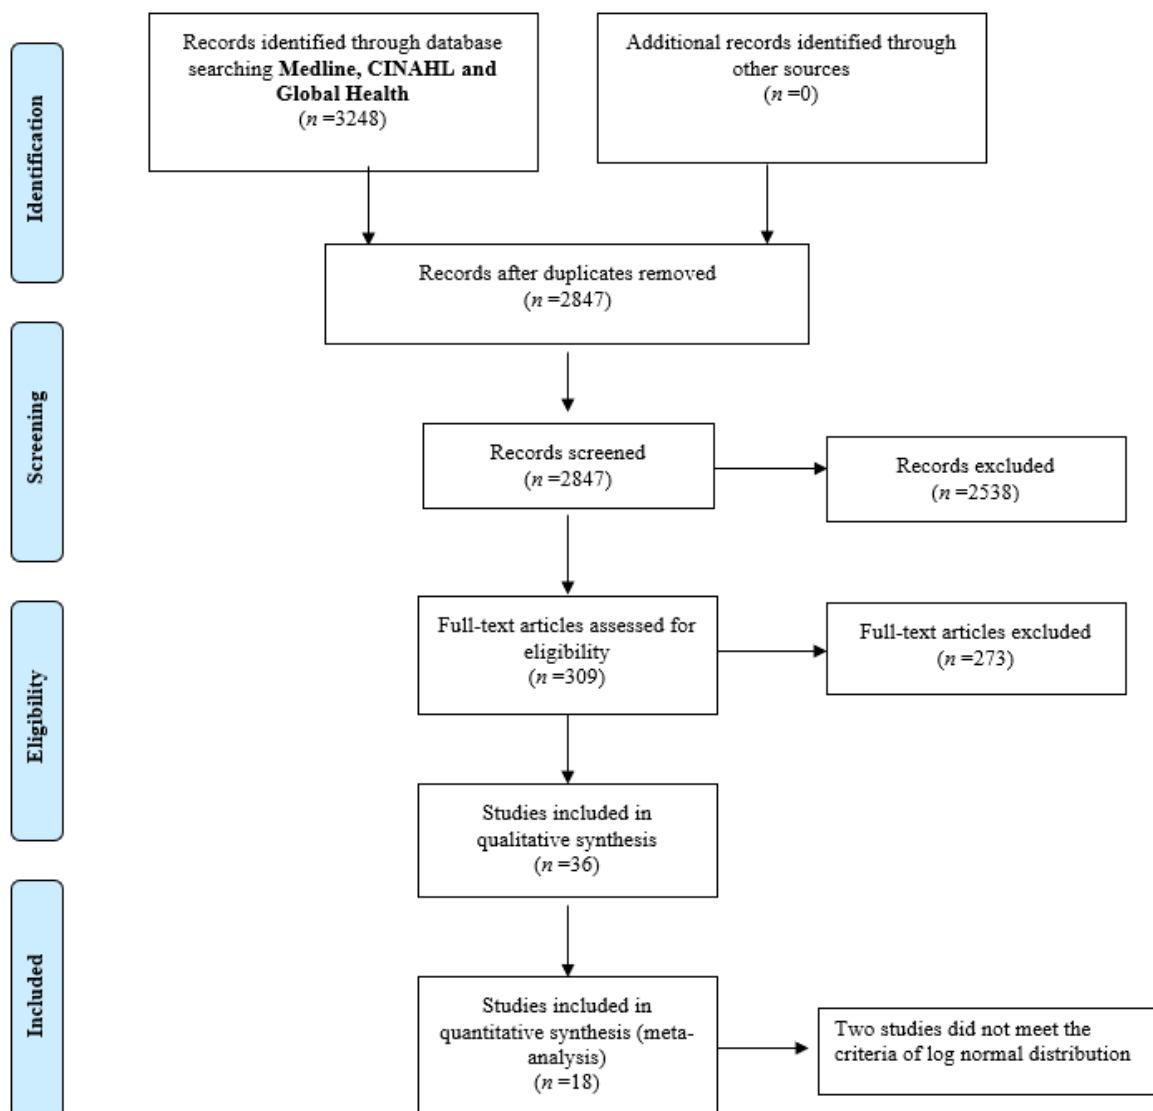 Records identified through database
searching Medline, CINAHL and
Global Health
(n =3248)
Additional records identified through
other sources
(n =0)
Identification
Records after duplicates removed
(n =2847)
Screening
Records screened
(n =2847)
Records excluded
(n =2538)
Eligibility
Full-text articles assessed for
eligibility
(n =309)
Full-text articles excluded
(n =273)
Studies included in
qualitative synthesis
(n =36)
Included
Studies included in
quantitative synthesis (meta-
analysis)
(n =18)
Two studies did not meet the
criteria of log normal distribution